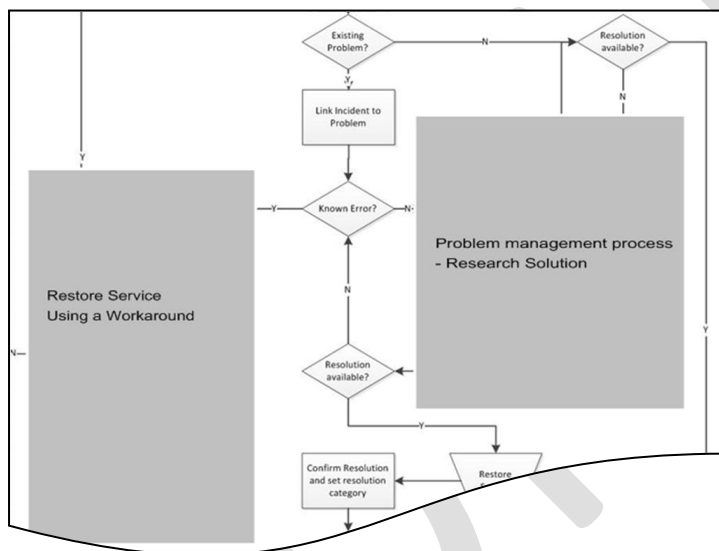 Existing
Problem?
N
Resolution
available?
Y
Link Incident to
Problem
N
Y
Y
Known Error?
N
Problem management process
- Research Solution
Restore Service
Using a Workaround
N
Y
N
Resolution
available?
Y
Confirm Resolution
and set resolution
category
Restore